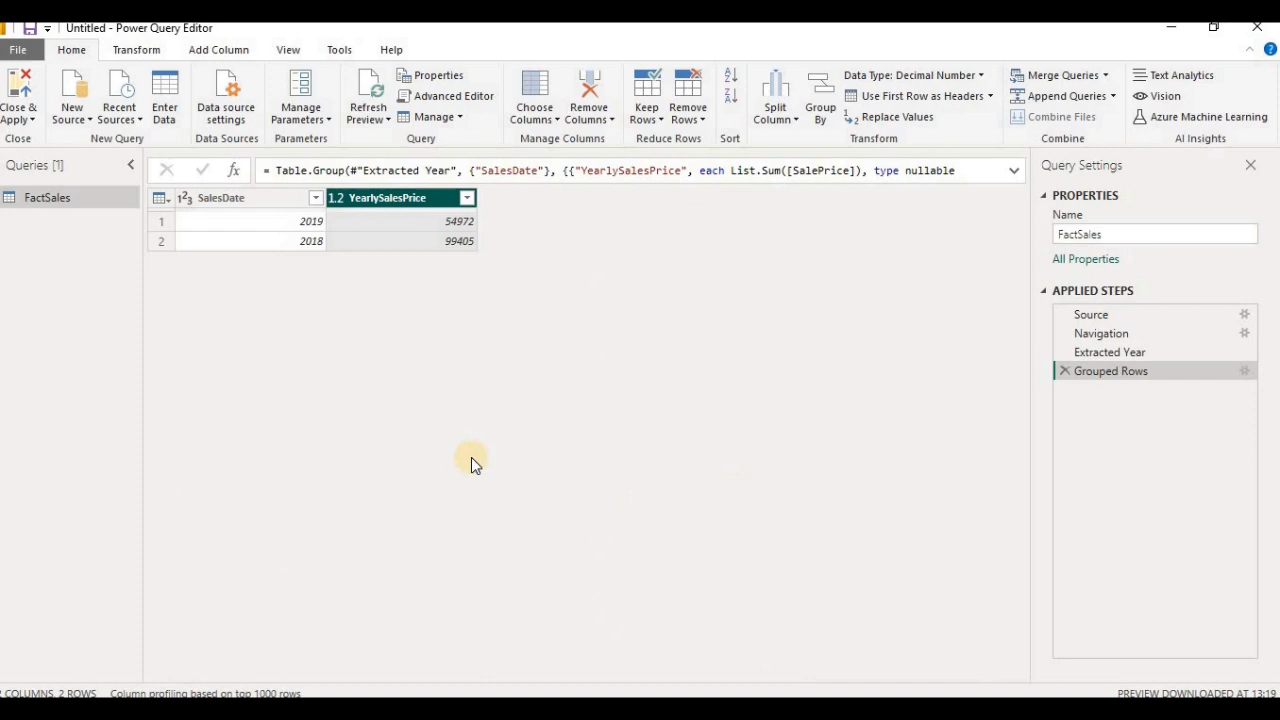 Untitled - Power Query Editor
File
Home
Transform
Add Column
View
Tools
Help
Close &
Apply
Close
New
Source
Recent
Sources
Enter
Data
New Query
Data source
settings
Data Sources
Manage
Parameters
Parameters
Refresh
Preview
Properties
Advanced Editor
Manage
Query
Choose
Columns
Remove
Columns
Manage Columns
Keep
Rows
Remove
Rows
Reduce Rows
Sort
Split
Column
Group
By
Data Type: Decimal Number
Use First Row as Headers
Replace Values
Transform
Merge Queries
Append Queries
Combine Files
Combine
Text Analytics
Vision
Azure Machine Learning
AI Insights
Queries [1]
FactSales
= Table.Group(#"Extracted Year", {"SalesDate"}, {{"YearlySalesPrice", each List.Sum([SalePrice]), type nullable
SalesDate
1.2 YearlySalesPrice
1 2019 54972
2 2018 99405
Query Settings
PROPERTIES
Name
FactSales
All Properties
APPLIED STEPS
Source
Navigation
Extracted Year
Grouped Rows
2 COLUMNS, 2 ROWS
Column profiling based on top 1000 rows
PREVIEW DOWNLOADED AT 13:19